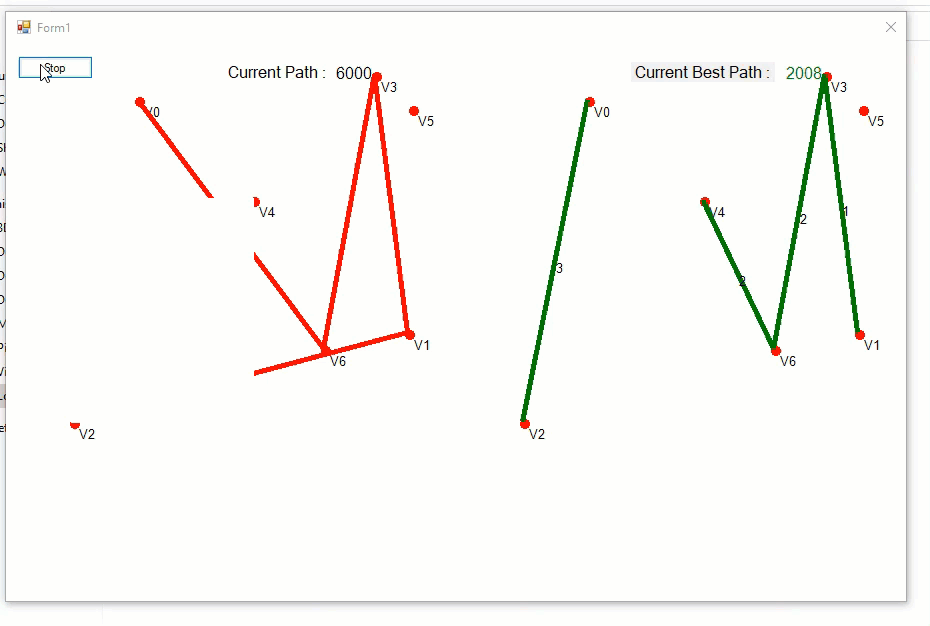 Form1
Stop
Current Path : 6000
Current Best Path : 2008
V3
V3
V0
V0
V5
V5
V4
V4
2
1
3
2
V1
V1
V6
V6
V2
V2